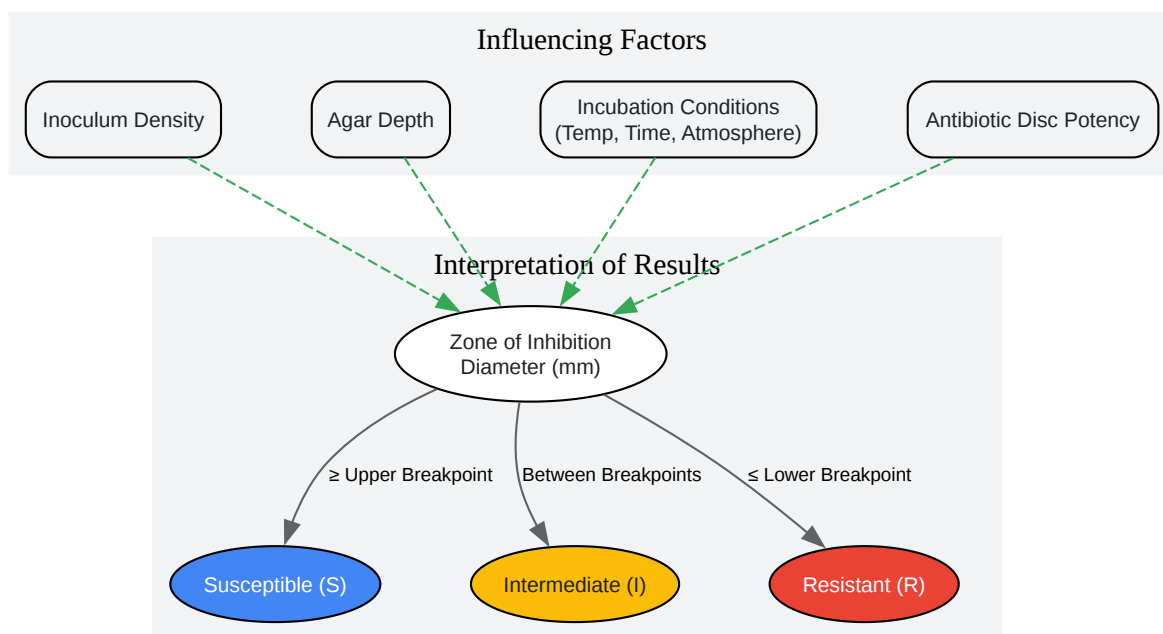 Influencing Factors
Inoculum Density
Agar Depth
Incubation Conditions
(Temp, Time, Atmosphere)
Antibiotic Disc Potency
Interpretation of Results
Zone of Inhibition
Diameter (mm)
≥ Upper Breakpoint
Between Breakpoints
≤ Lower Breakpoint
Susceptible (S)
Intermediate (I)
Resistant (R)